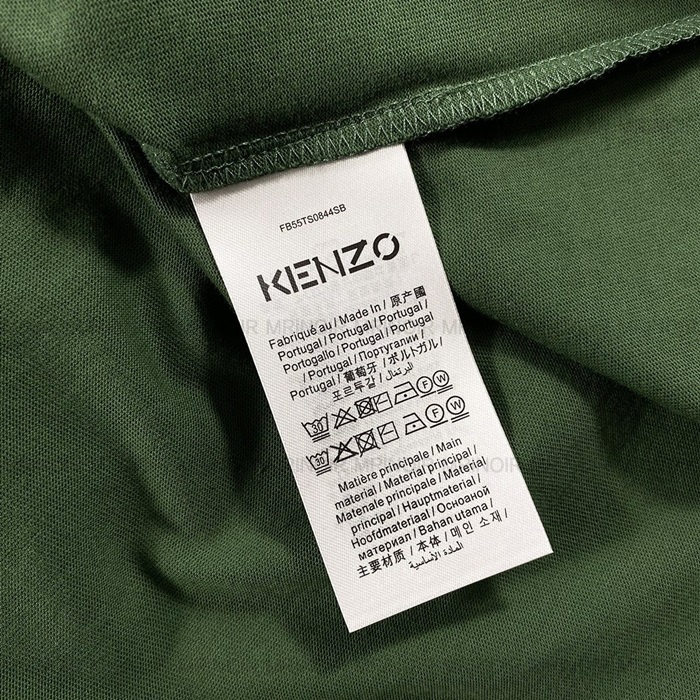 FB55TS0844SB
KENZO
Fabriqué au / Made In / 原产國
Portugal / Portugal / Portugal /
Portogallo / Portugal / Portugal
/ Portugal / Португалии /
Portugal / 葡萄牙 / ポルトガル /
포르투갈 / البرتغال
30 F W
30 F W
Matière principale / Main
material / Material principal /
Materiale principale / Material
principal / Hauptmaterial /
Hoofdmateriaal / Основной
материал / Bahan utama /
主要材质 / 本体 / 메인 소재 /
المادة الأساسية